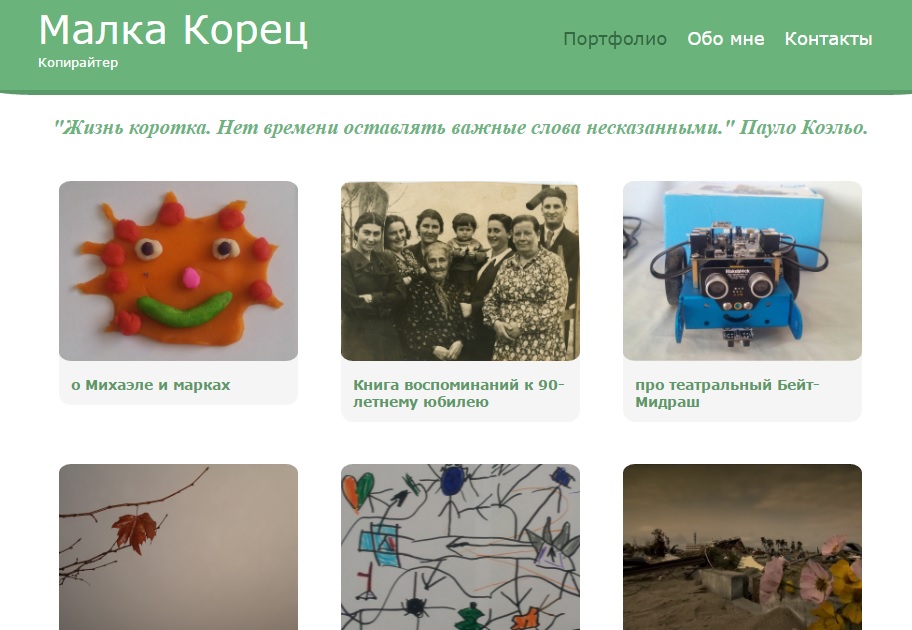 Малка Корец
Копирайтер
Портфолио Обо мне Контакты
"Жизнь коротка. Нет времени оставлять важные слова несказанными." Пауло Коэльо.
о Михаэле и марках
Книга воспоминаний к 90-
летнему юбилею
про театральный Бейт-
Мидраш